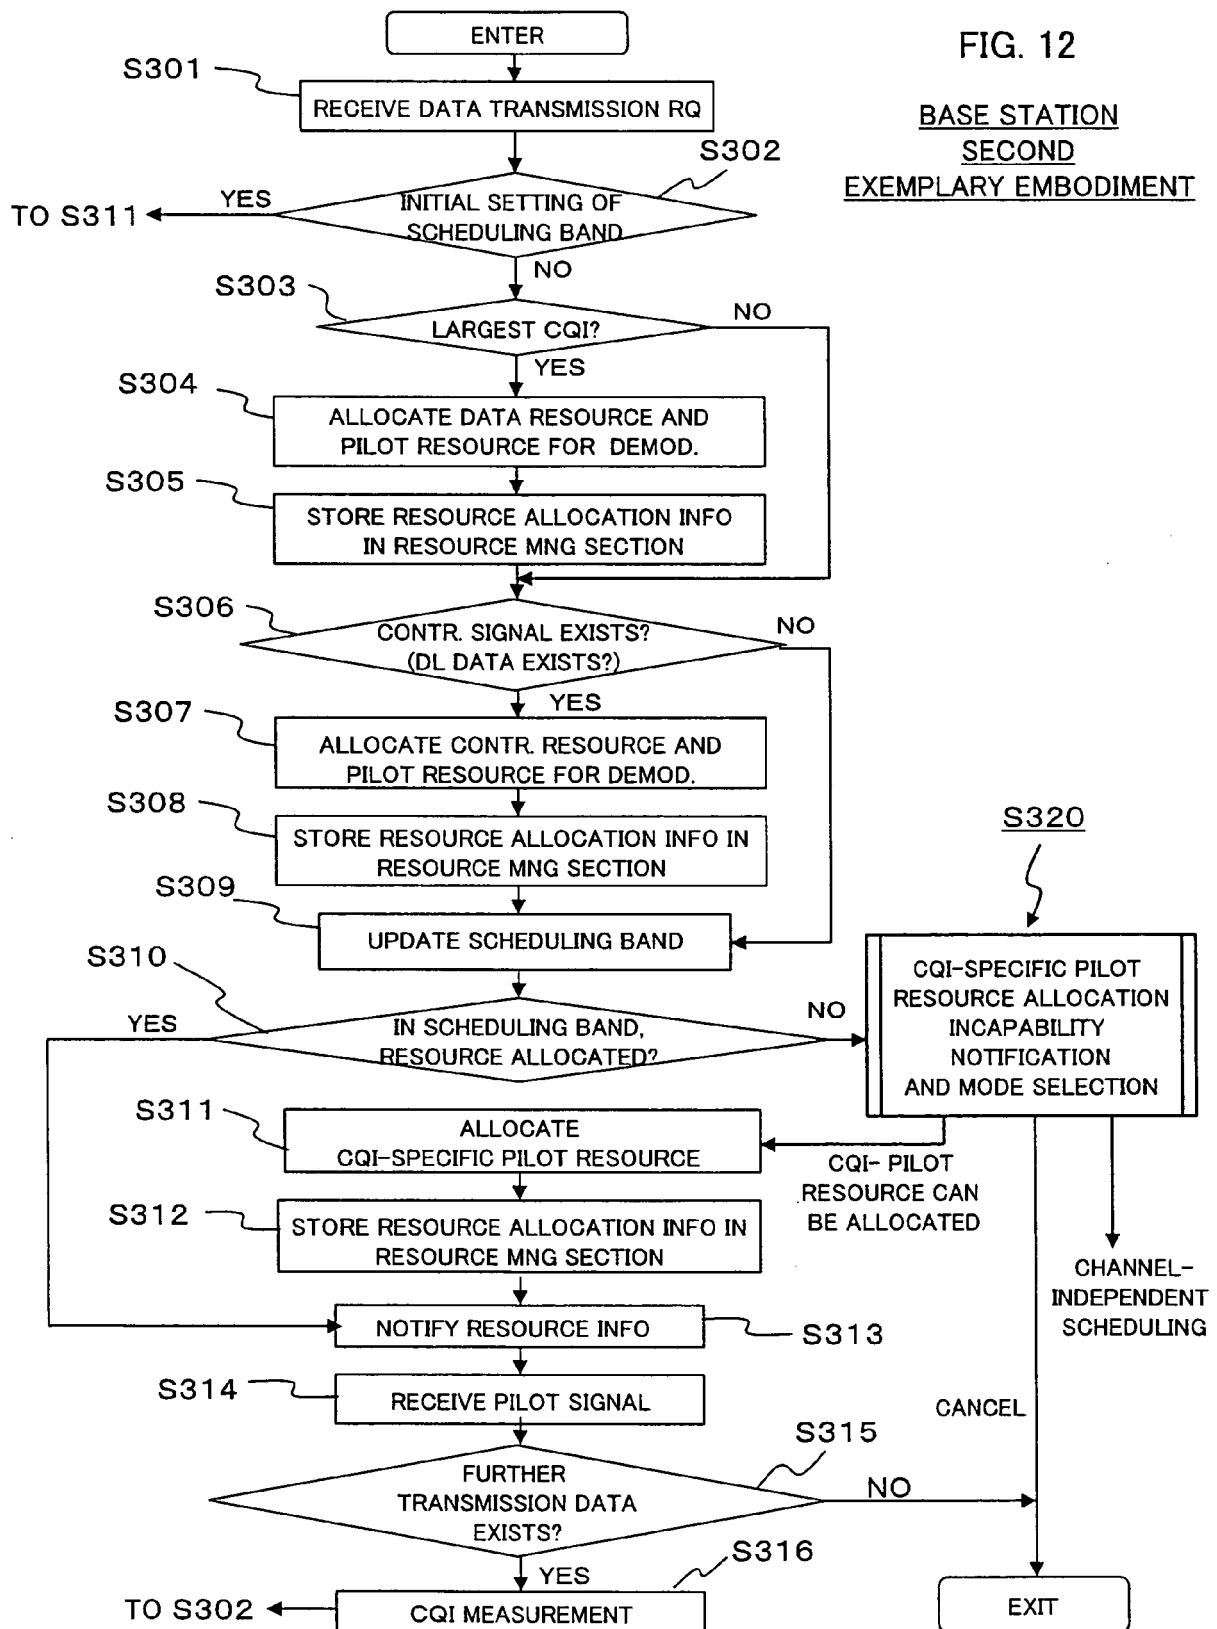 ENTER
FIG. 12
BASE STATION
SECOND
EXEMPLARY EMBODIMENT
S301
RECEIVE DATA TRANSMISSION RQ
S302
INITIAL SETTING OF
SCHEDULING BAND
YES
TO S311
NO
S303
LARGEST CQI?
NO
YES
S304
ALLOCATE DATA RESOURCE AND
PILOT RESOURCE FOR DEMOD.
S305
STORE RESOURCE ALLOCATION INFO
IN RESOURCE MNG SECTION
S306
CONTR. SIGNAL EXISTS?
(DL DATA EXISTS?)
NO
YES
S307
ALLOCATE CONTR. RESOURCE AND
PILOT RESOURCE FOR DEMOD.
S308
STORE RESOURCE ALLOCATION INFO IN
RESOURCE MNG SECTION
S309
UPDATE SCHEDULING BAND
S310
YES
IN SCHEDULING BAND,
RESOURCE ALLOCATED?
NO
S320
CQI-SPECIFIC PILOT
RESOURCE ALLOCATION
INCAPABILITY
NOTIFICATION
AND MODE SELECTION
S311
ALLOCATE
CQI-SPECIFIC PILOT RESOURCE
CQI- PILOT
RESOURCE CAN
BE ALLOCATED
S312
STORE RESOURCE ALLOCATION INFO IN
RESOURCE MNG SECTION
CHANNEL-
INDEPENDENT
SCHEDULING
NOTIFY RESOURCE INFO
S313
S314
RECEIVE PILOT SIGNAL
CANCEL
S315
FURTHER
TRANSMISSION DATA
EXISTS?
NO
YES
S316
TO S302
CQI MEASUREMENT
EXIT